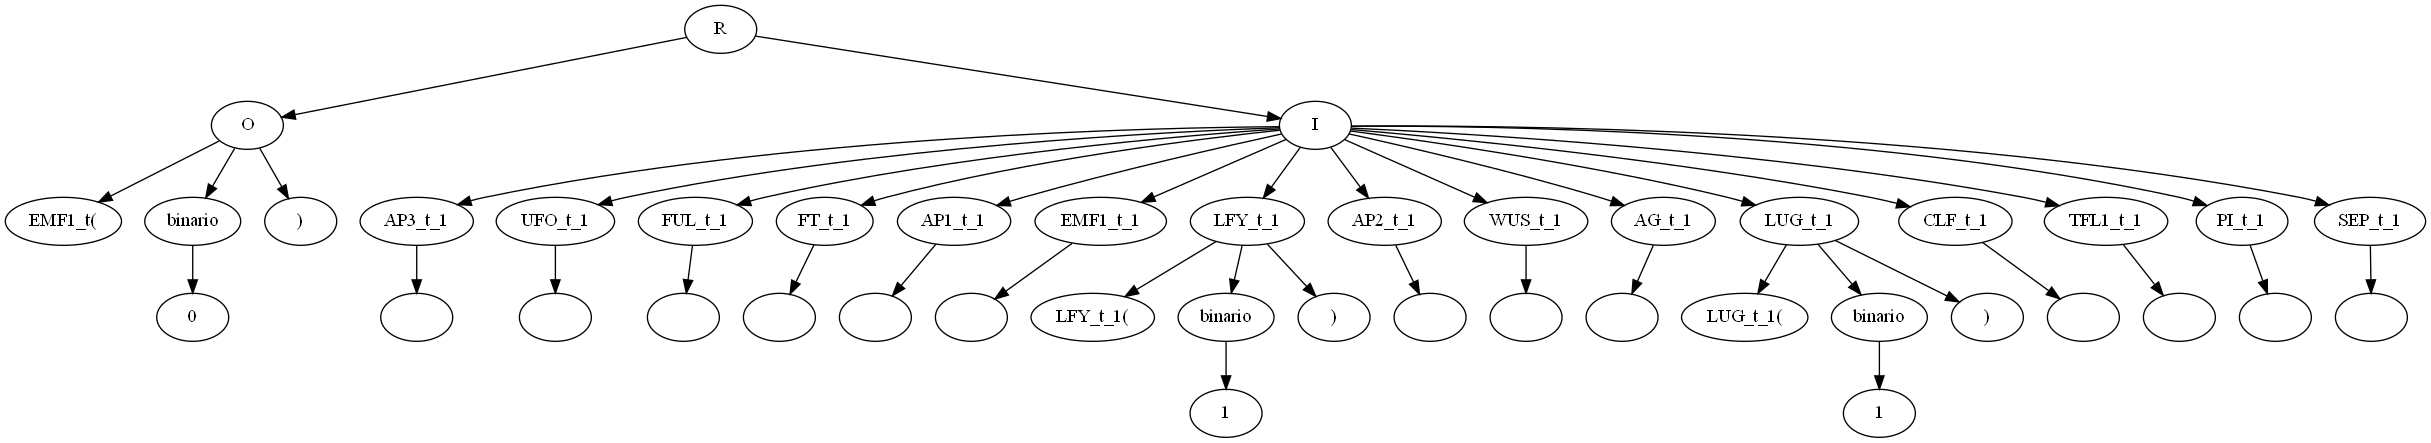 R
O I
EMF1_t( binario ) AP3_t_1 UFO_t_1 FUL_t_1 FT_t_1 AP1_t_1 EMF1_t_1 LFY_t_1 AP2_t_1 WUS_t_1 AG_t_1 LUG_t_1 CLF_t_1 TFL1_t_1 PI_t_1 SEP_t_1
0 LFY_t_1( binario ) LUG_t_1( binario )
1 1